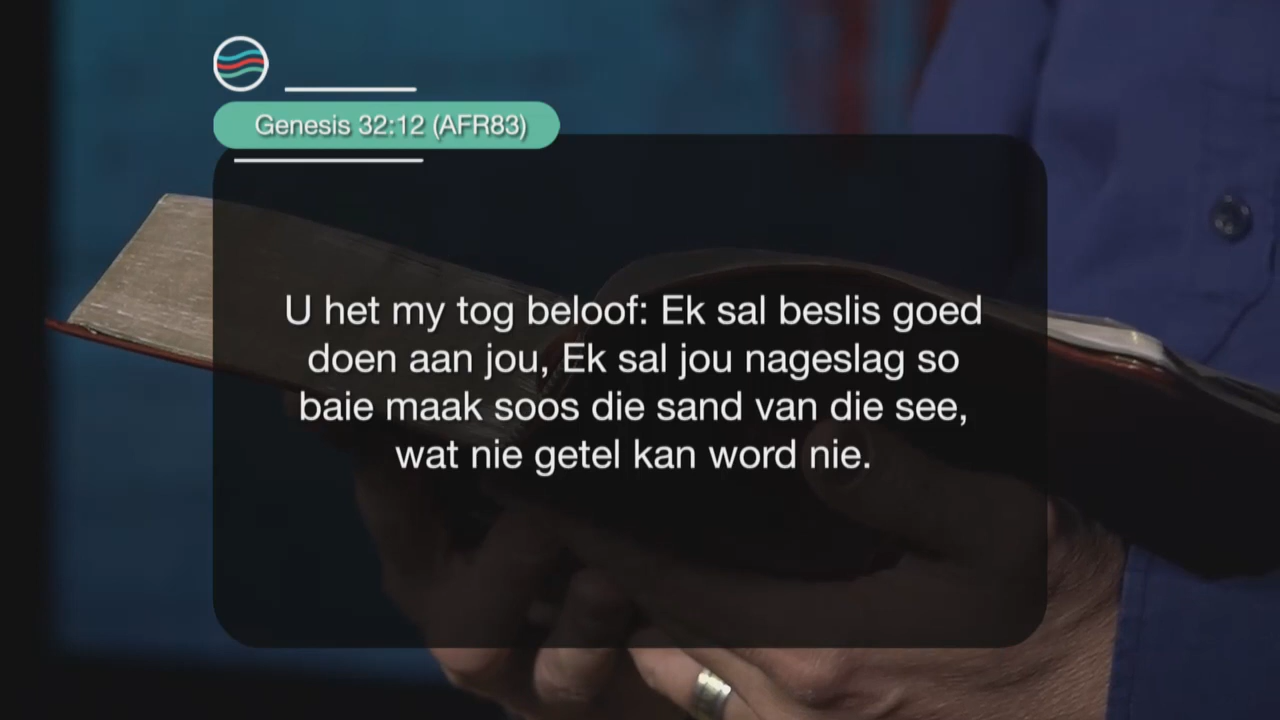 Genesis 32:12 (AFR83)
U het my tog beloof: Ek sal beslis goed
doen aan jou, Ek sal jou nageslag so
baie maak soos die sand van die see,
wat nie getel kan word nie.